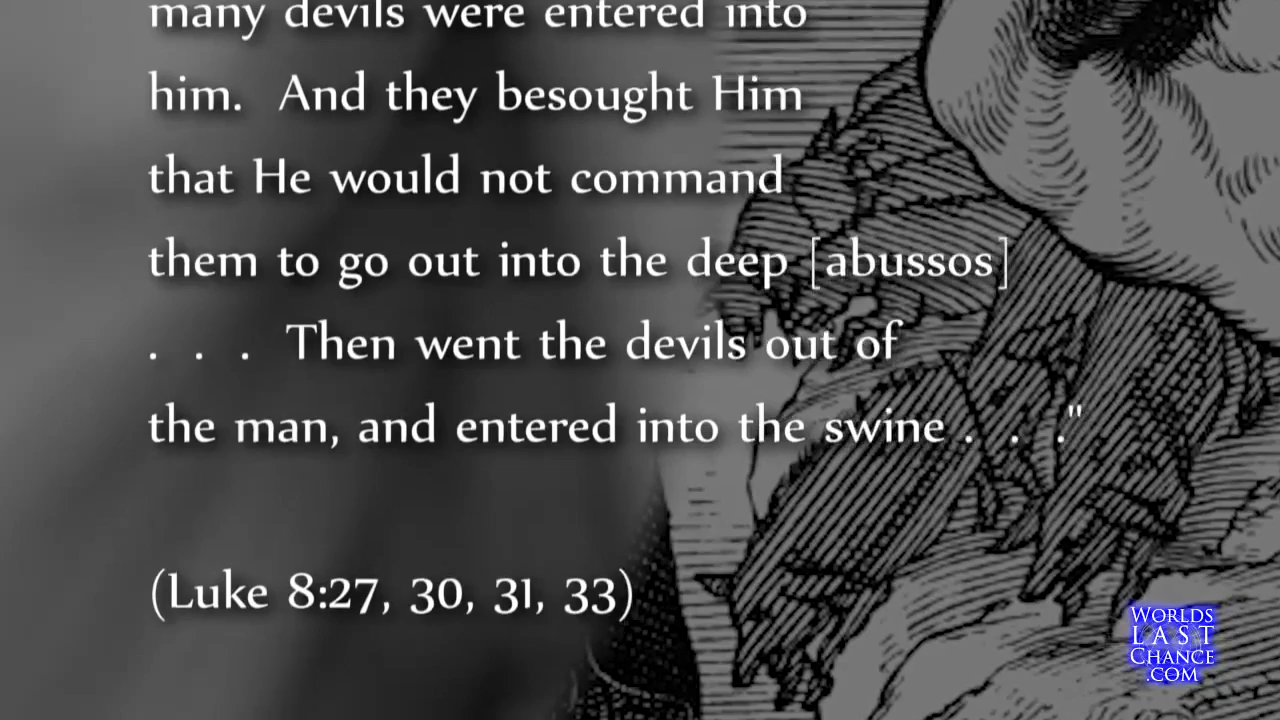 many devils were entered into
him.  And they besought Him
that He would not command
them to go out into the deep [abussos]
. . .  Then went the devils out of
the man, and entered into the swine . . ."
(Luke 8:27, 30, 31, 33)
WORLDS
LAST
CHANCE
.COM